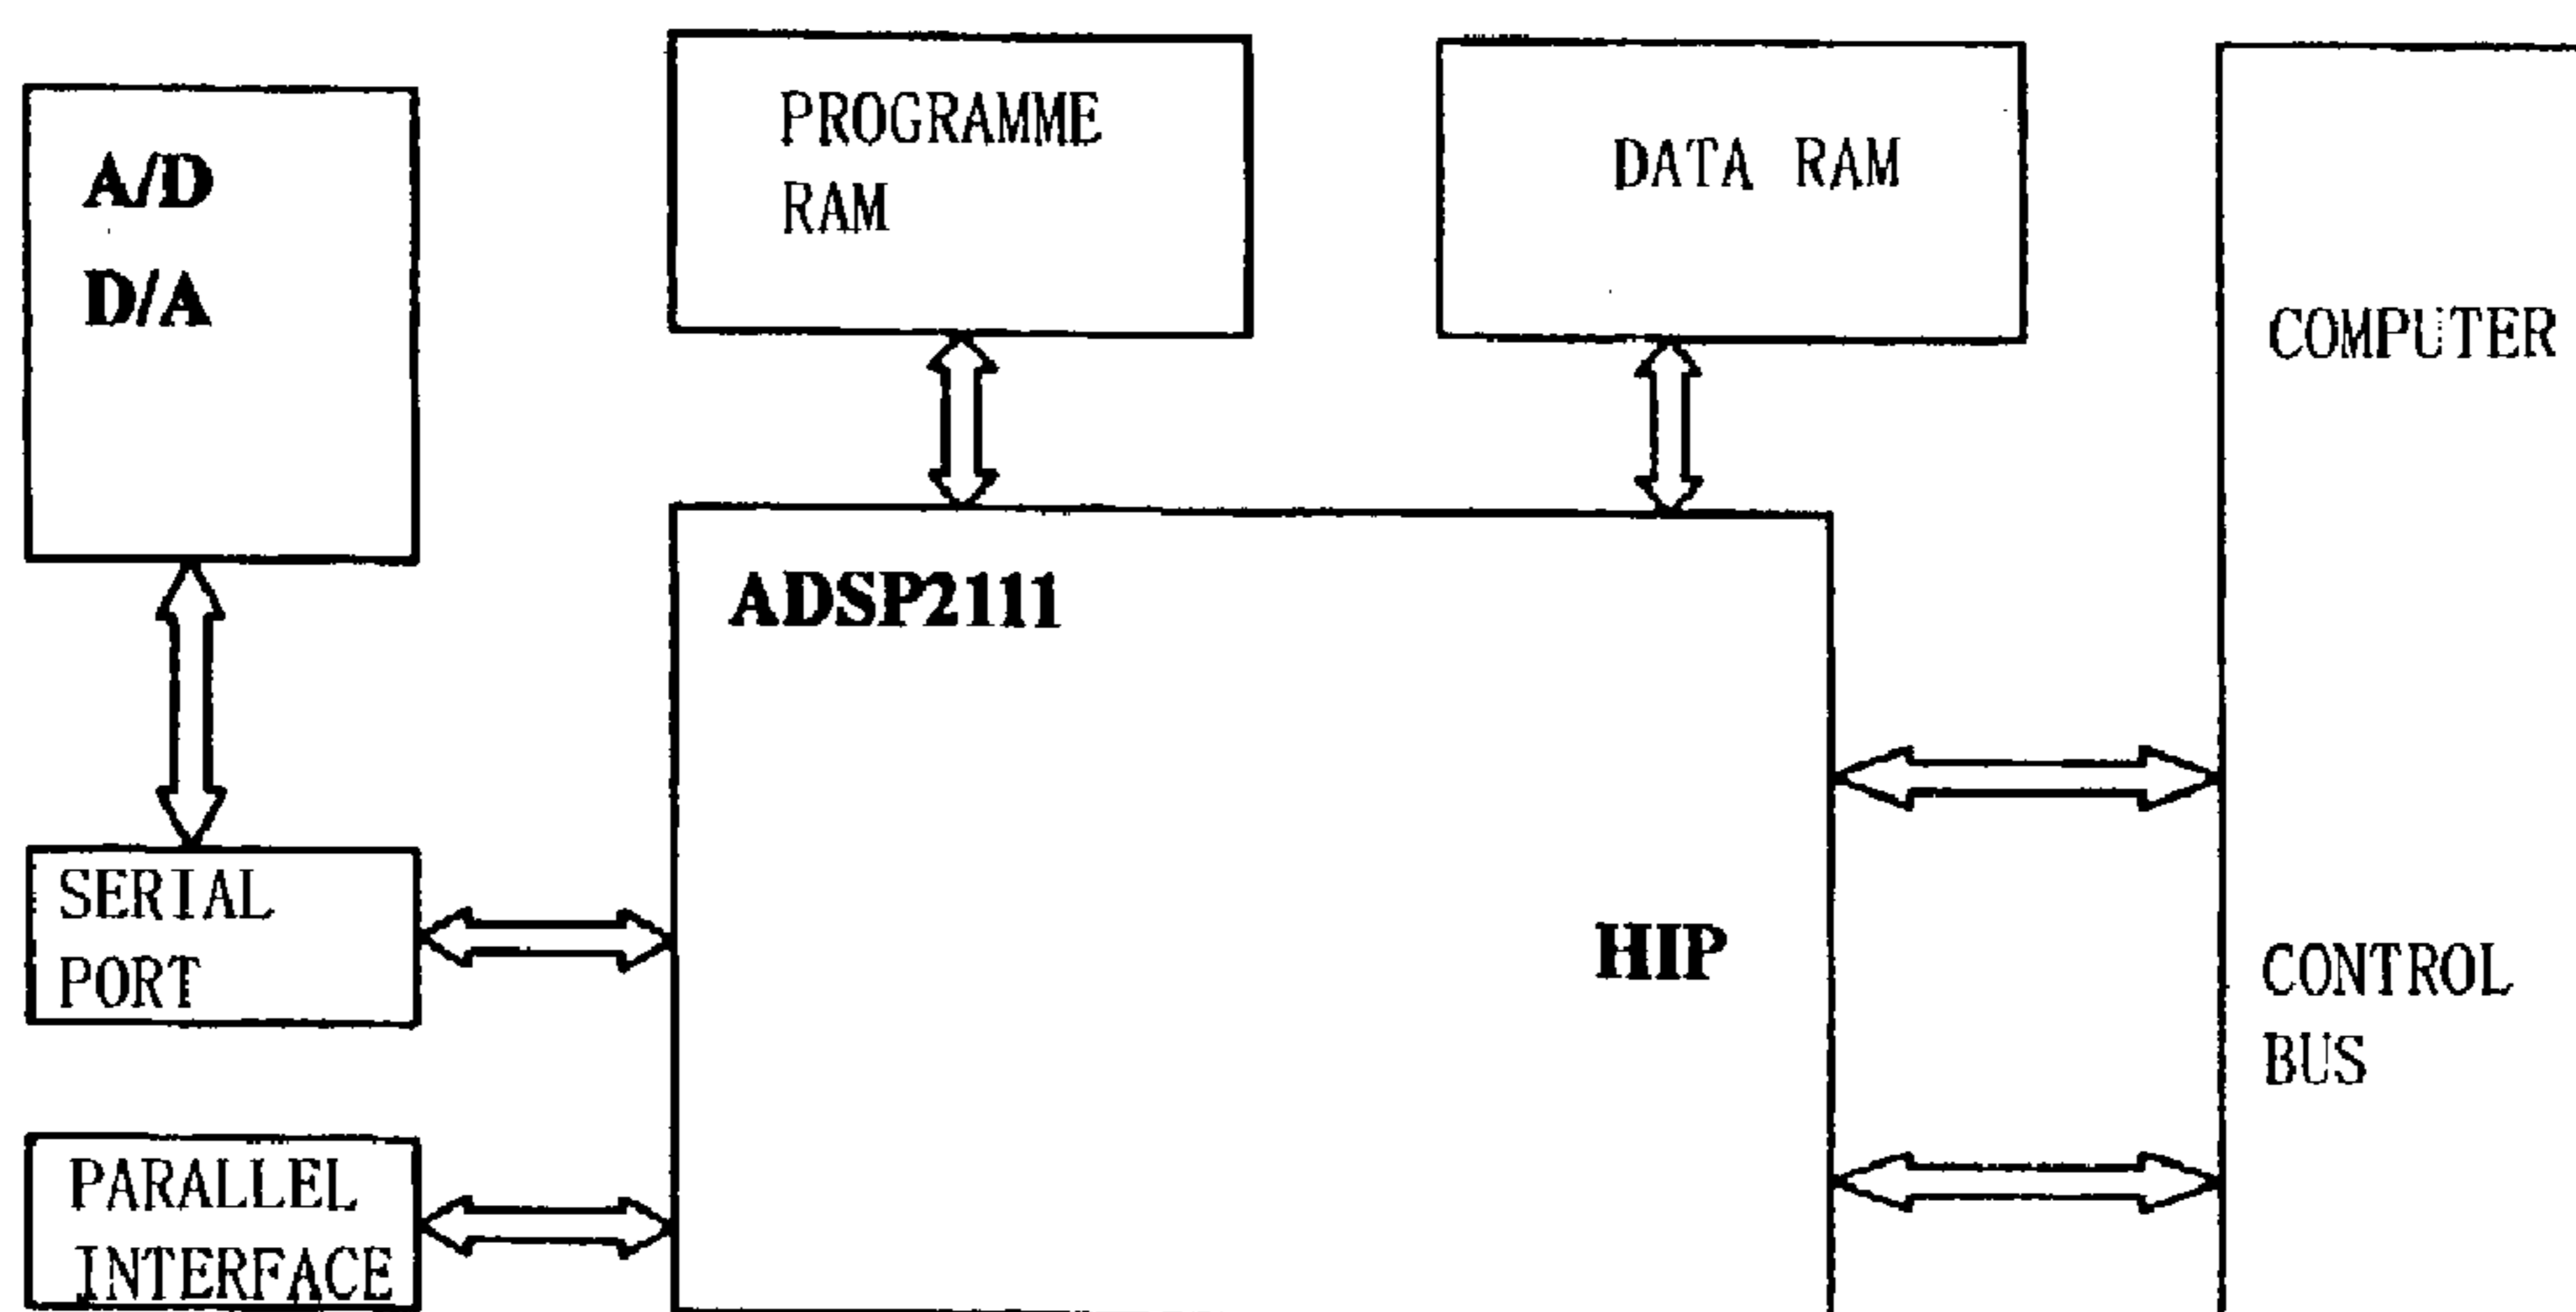 A/D
D/A
PROGRAMME
RAM
DATA RAM
COMPUTER
ADSP2111
SERIAL
PORT
HIP
CONTROL
BUS
PARALLEL
INTERFACE